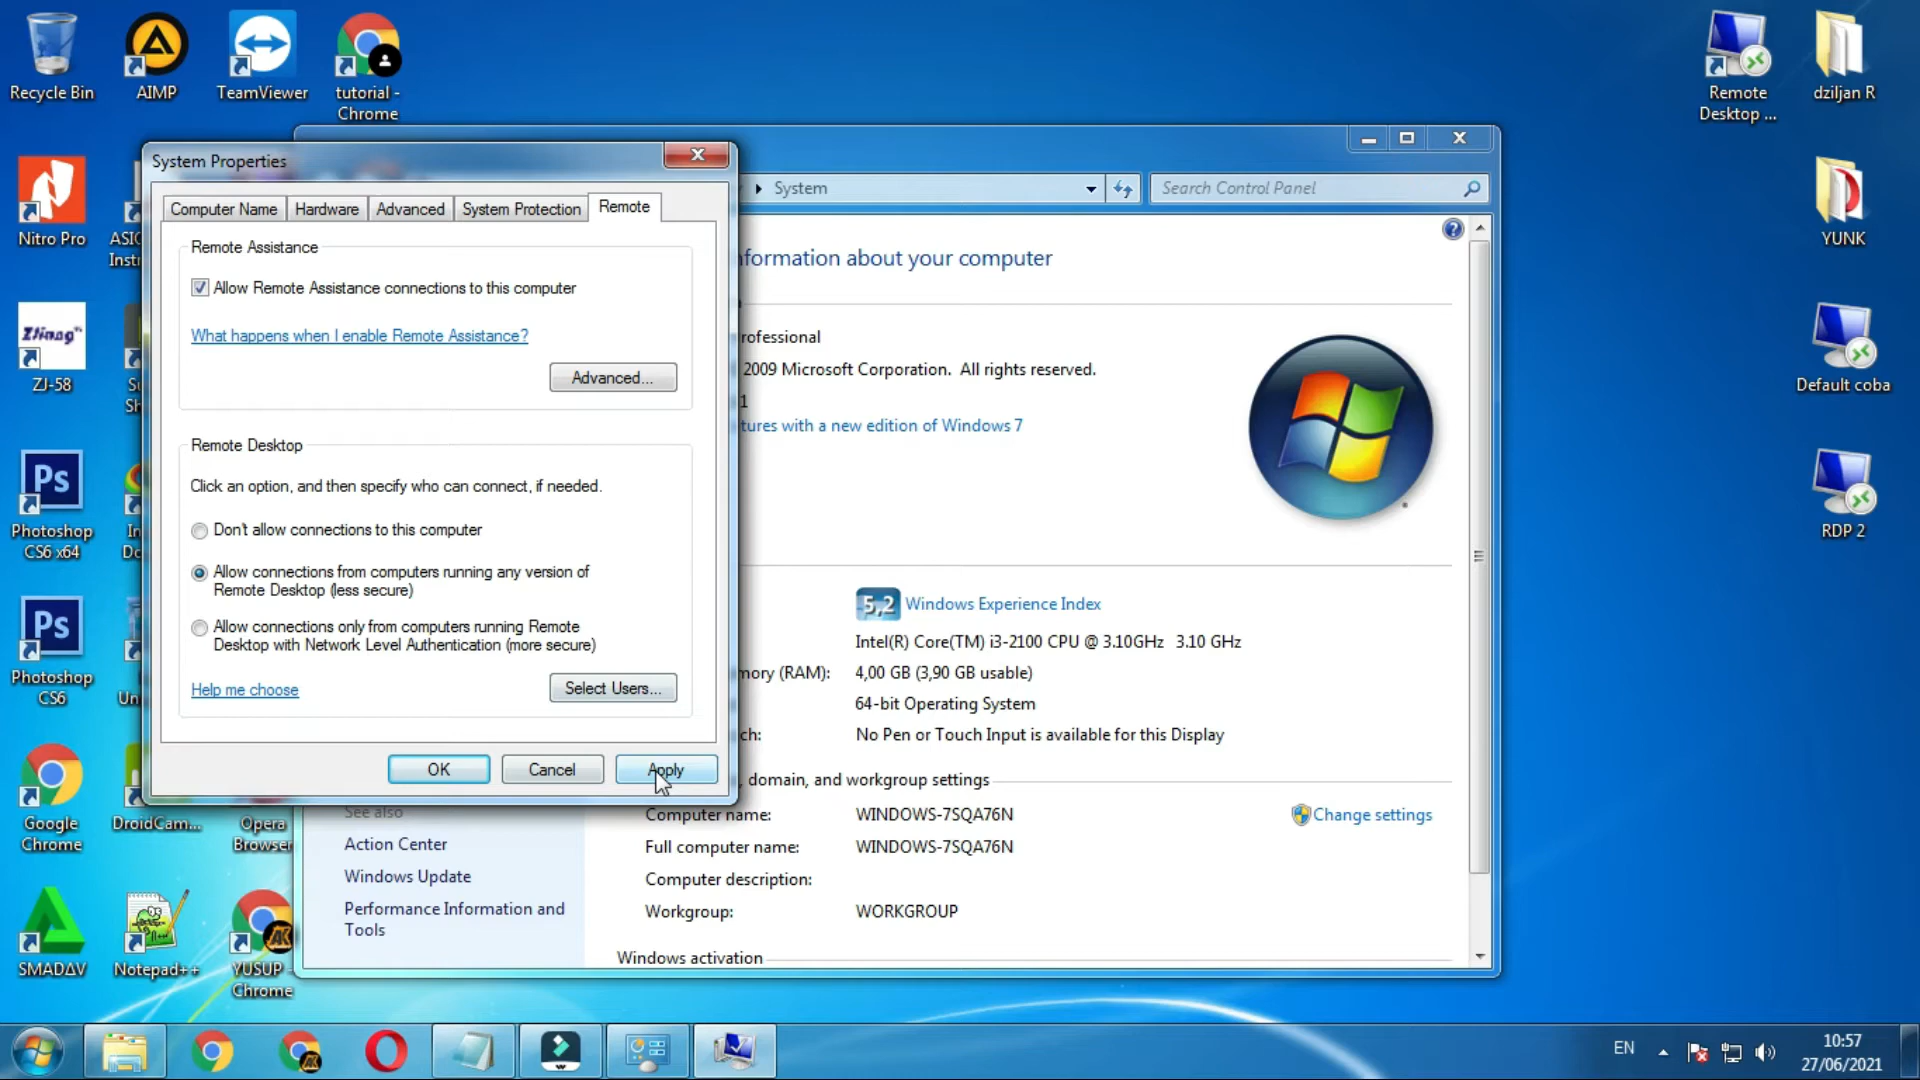 Recycle Bin
AIMP
TeamViewer
tutorial -
Chrome
Remote
Desktop ...
dziljan R
Nitro Pro
ASIO
Instr
YUNK
ZJ-58
Default coba
Photoshop
CS6 x64
RDP 2
Photoshop
CS6
Google
Chrome
DroidCam...
Opera
Browser
SMADΔV
Notepad++
YUSUP -
Chrome
System Properties
Computer Name
Hardware
Advanced
System Protection
Remote
Remote Assistance
Allow Remote Assistance connections to this computer
What happens when I enable Remote Assistance?
Advanced...
Remote Desktop
Click an option, and then specify who can connect, if needed.
Don't allow connections to this computer
Allow connections from computers running any version of
Remote Desktop (less secure)
Allow connections only from computers running Remote
Desktop with Network Level Authentication (more secure)
Help me choose
Select Users...
OK
Cancel
Apply
System
Search Control Panel
nformation about your computer
rofessional
2009 Microsoft Corporation. All rights reserved.
1
tures with a new edition of Windows 7
5,2
Windows Experience Index
Intel(R) Core(TM) i3-2100 CPU @ 3.10GHz 3.10 GHz
mory (RAM):
4,00 GB (3,90 GB usable)
64-bit Operating System
ch:
No Pen or Touch Input is available for this Display
, domain, and workgroup settings
Computer name:
WINDOWS-7SQA76N
Change settings
Full computer name:
WINDOWS-7SQA76N
Computer description:
Workgroup:
WORKGROUP
Windows activation
See also
Action Center
Windows Update
Performance Information and
Tools
EN
10:57
27/06/2021